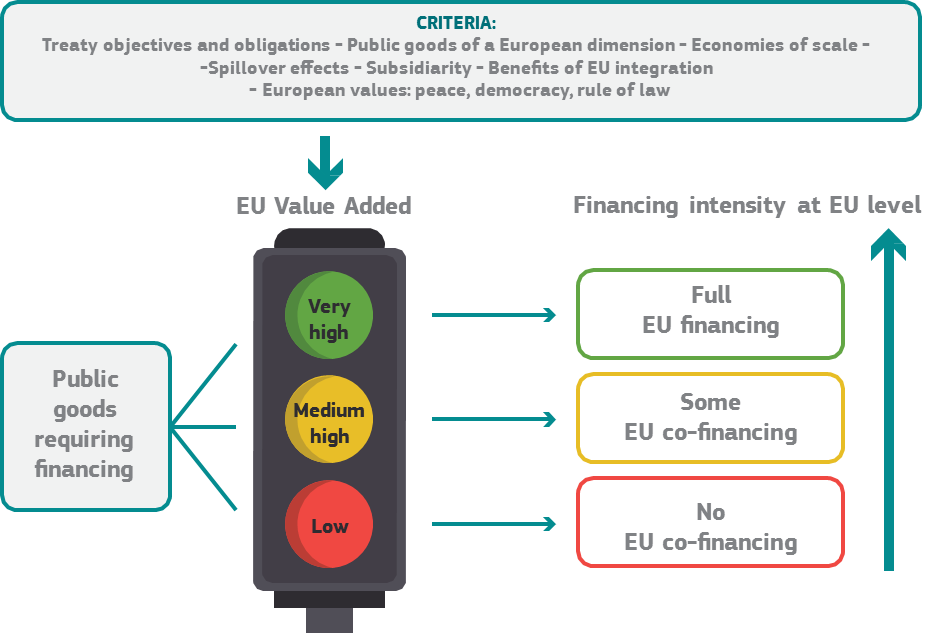 CRITERIA:
Treaty objectives and obligations - Public goods of a European dimension - Economies of scale -
-Spillover effects - Subsidiarity - Benefits of EU integration
- European values: peace, democracy, rule of law
EU Value Added
Financing intensity at EU level
Very
high
Full
EU financing
Public
goods
requiring
financing
Medium
high
Some
EU co-financing
Low
No
EU co-financing